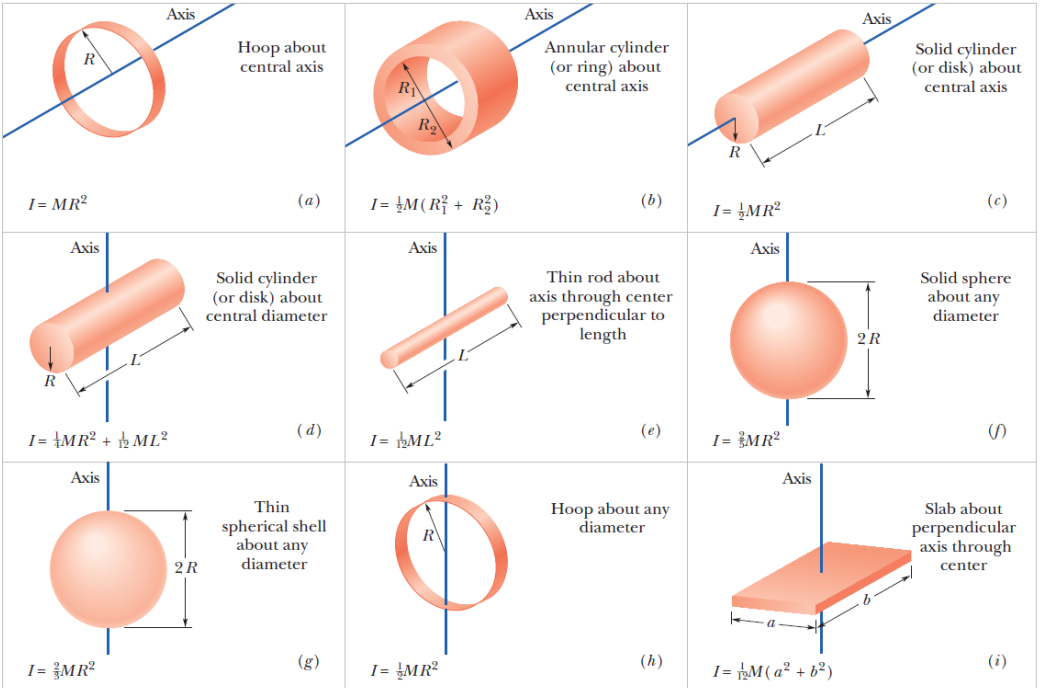 Axis
Hoop about
central axis
R
I = MR²
(a)
Axis
Annular cylinder
(or ring) about
central axis
R₁
R₂
I = ½M(R₁² + R₂²)
(b)
Axis
Solid cylinder
(or disk) about
central axis
L
R
I = ½MR²
(c)
Axis
Solid cylinder
(or disk) about
central diameter
L
R
I = ¼MR² + 1/12 ML²
(d)
Axis
Thin rod about
axis through center
perpendicular to
length
L
I = 1/12 ML²
(e)
Axis
Solid sphere
about any
diameter
2R
I = ⅖MR²
(f)
Axis
Thin
spherical shell
about any
diameter
2R
I = ⅔MR²
(g)
Axis
Hoop about any
diameter
R
I = ½MR²
(h)
Axis
Slab about
perpendicular
axis through
center
b
a
I = 1/12 M(a² + b²)
(i)